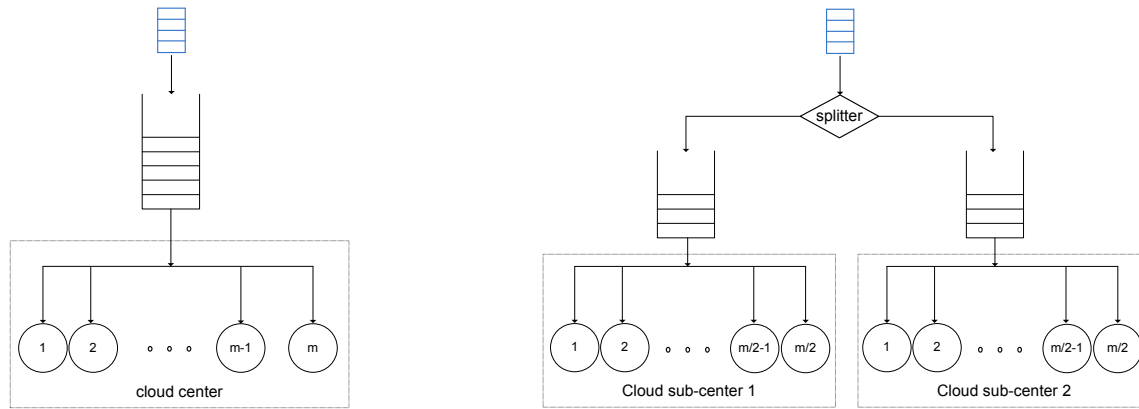 1
2
m-1
m
cloud center
splitter
1
2
m/2-1
m/2
Cloud sub-center 1
1
2
m/2-1
m/2
Cloud sub-center 2